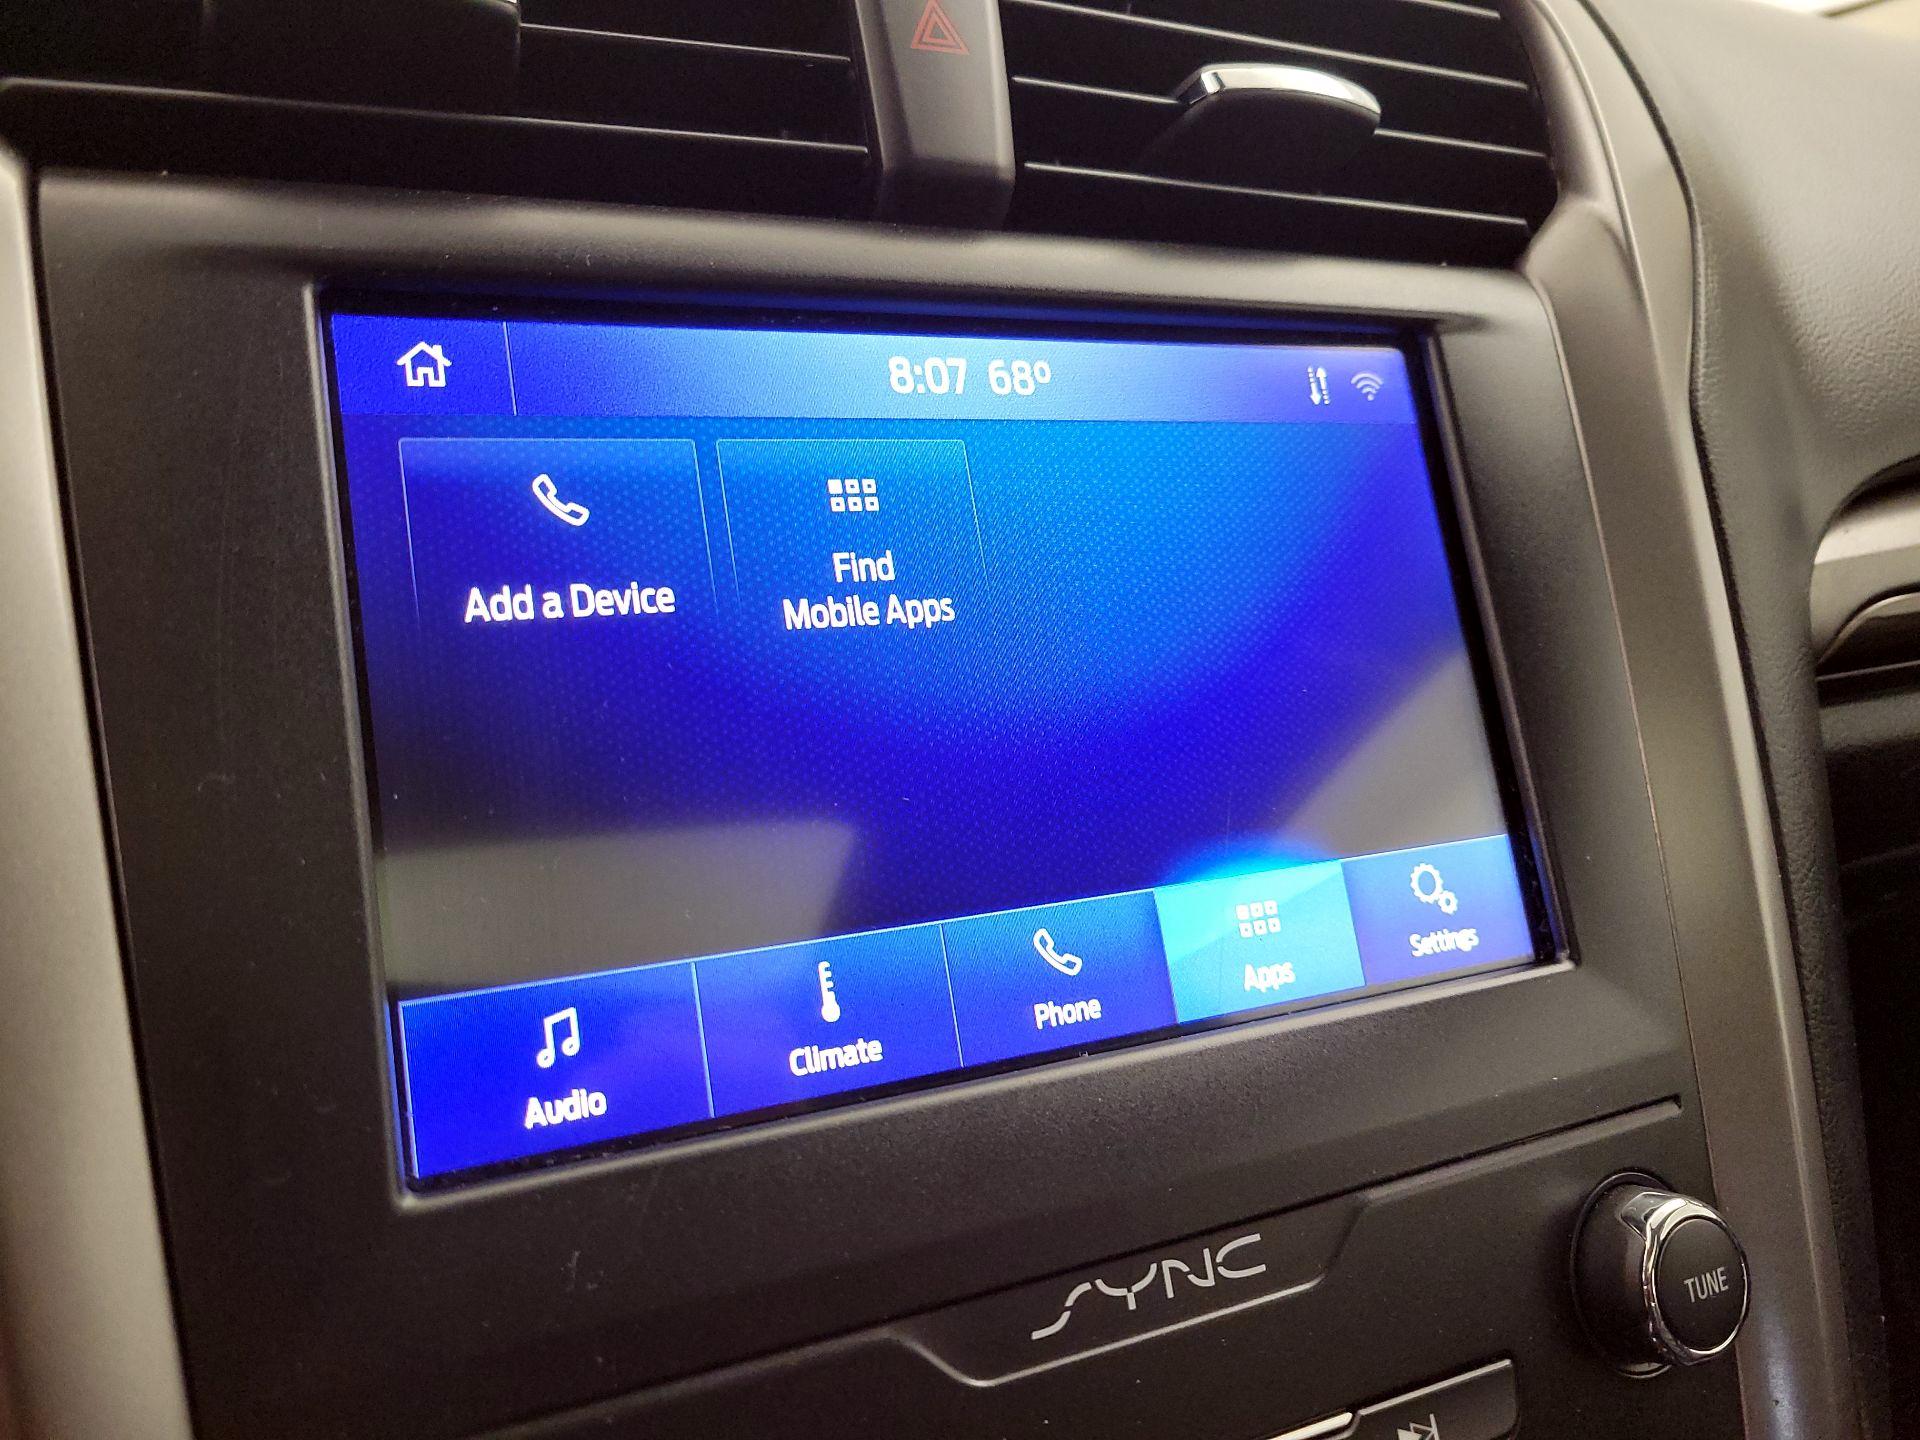 8:07 68°
Add a Device
Find
Mobile Apps
Audio
Climate
Phone
Apps
Settings
SYNC
TUNE